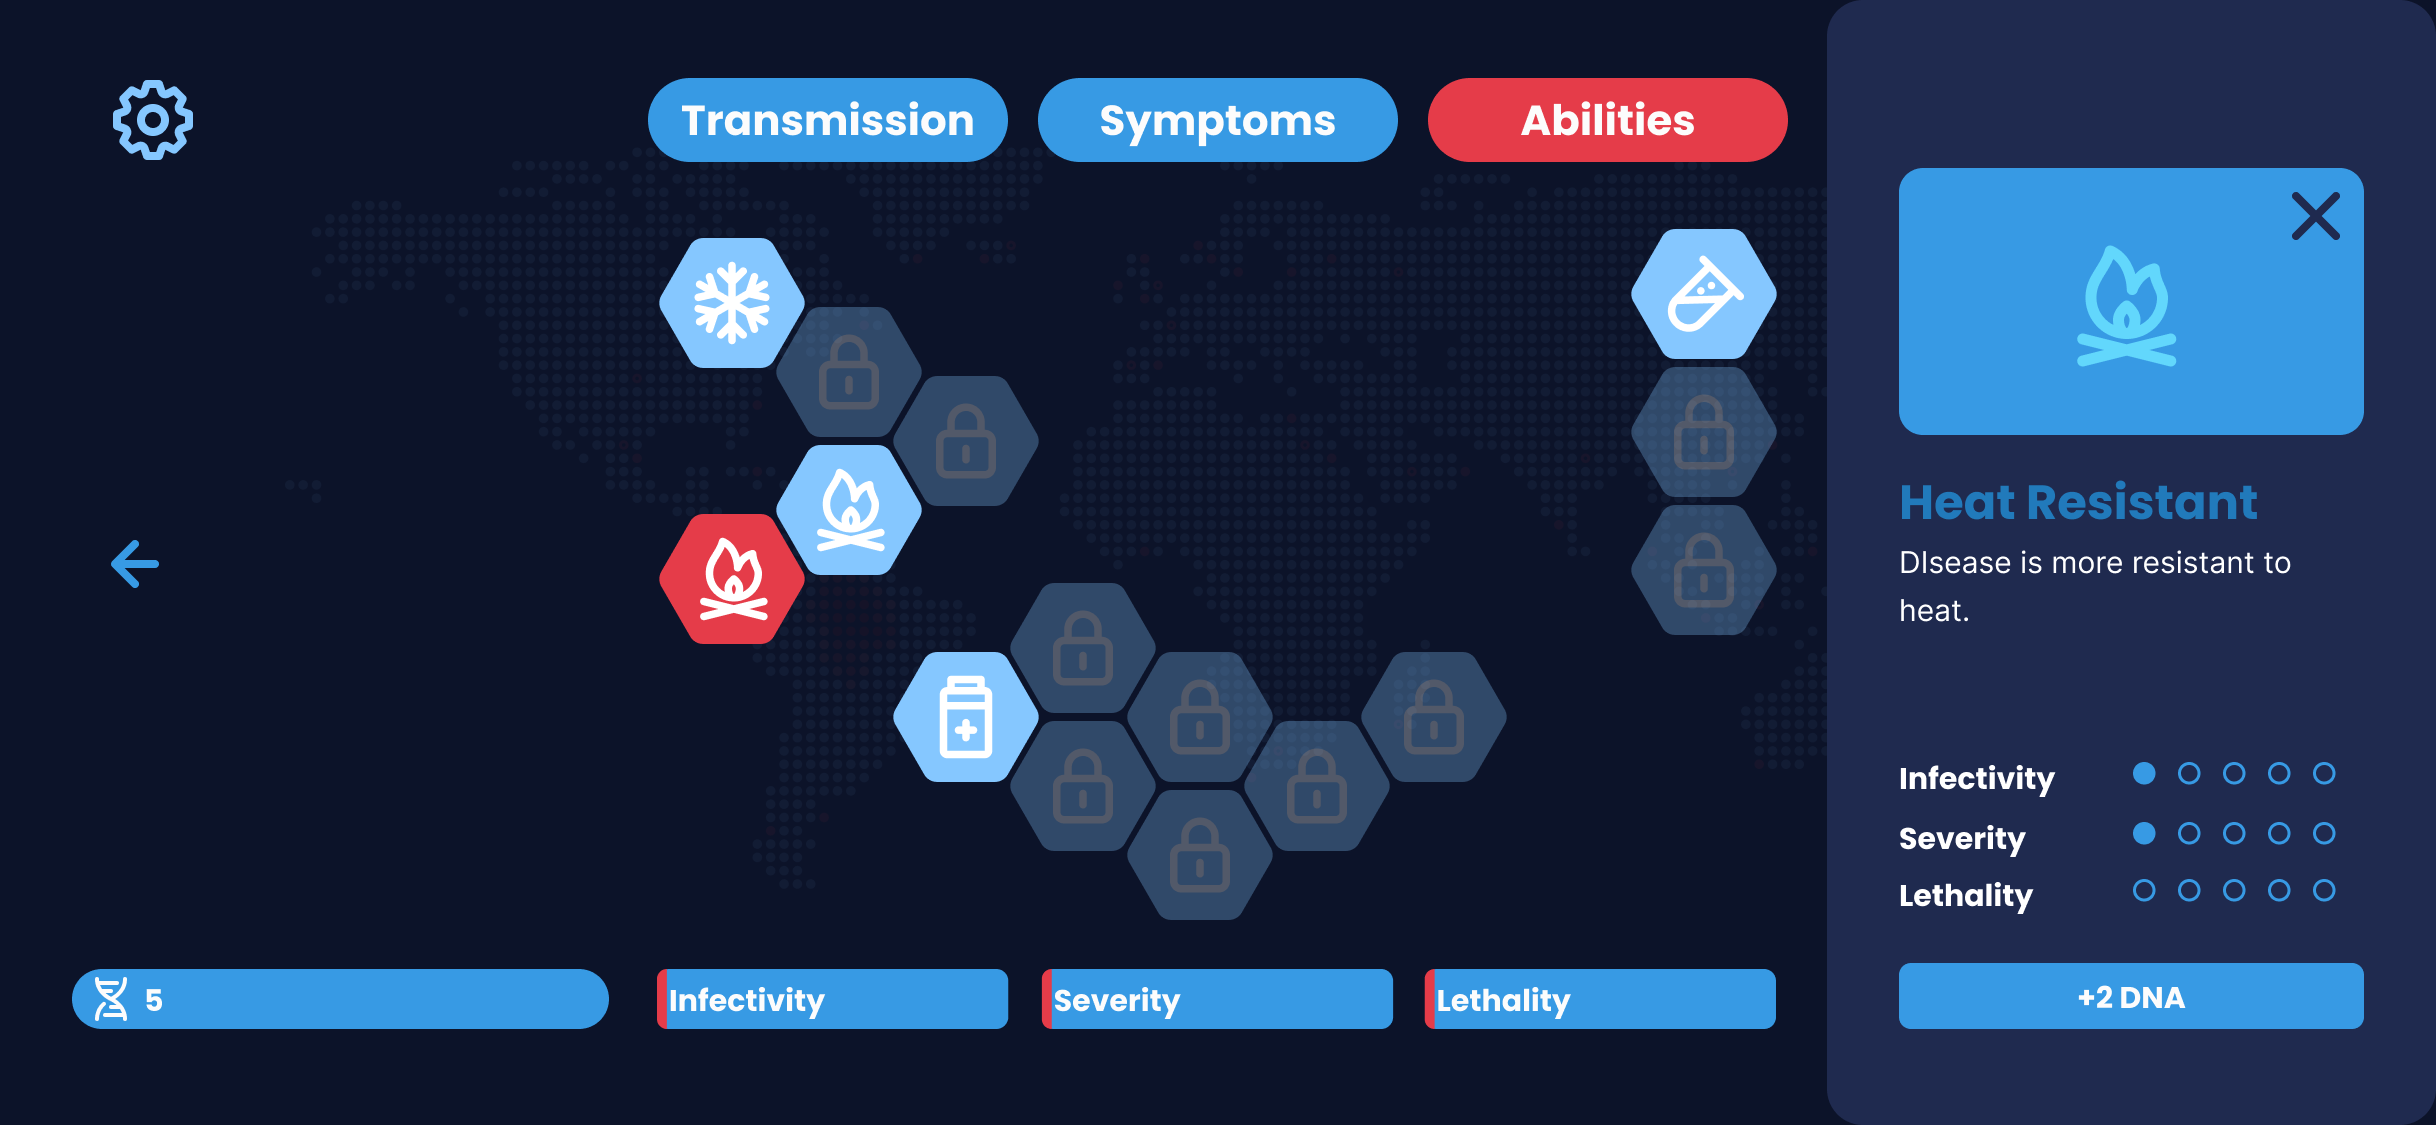 Transmission
Symptoms
Abilities
Heat Resistant
DIsease is more resistant to
heat.
Infectivity
Severity
Lethality
5
Infectivity
Severity
Lethality
+2 DNA